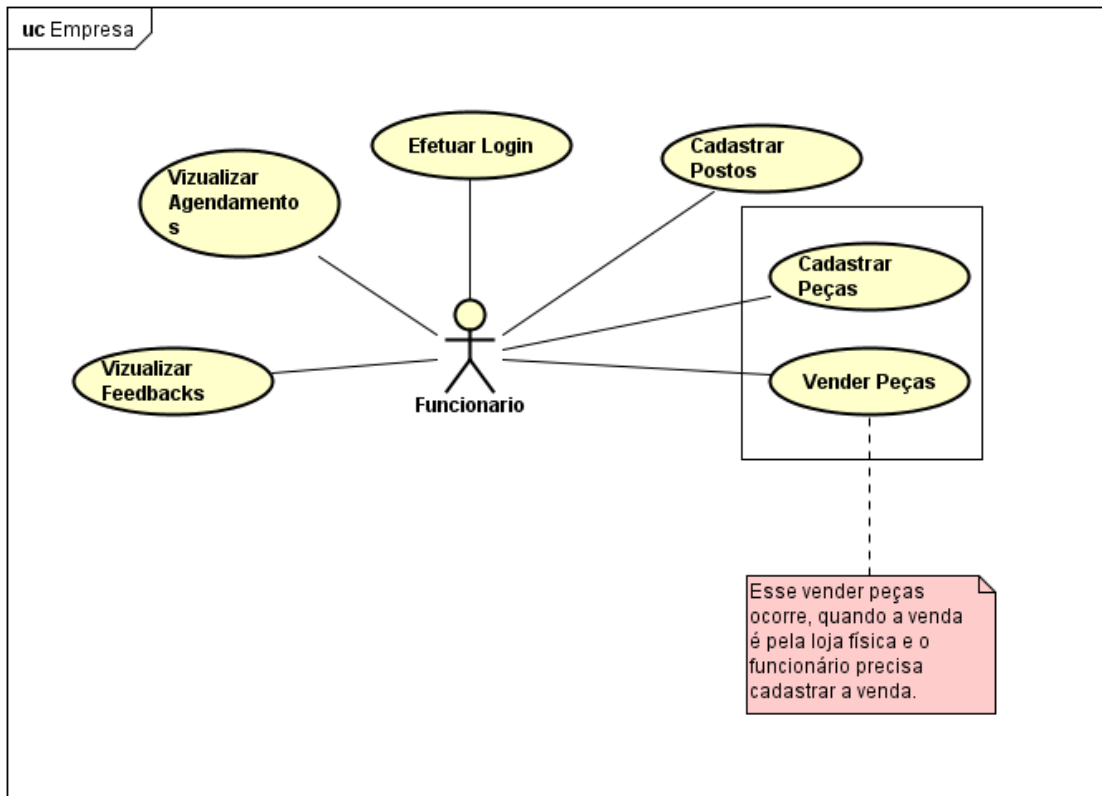 uc Empresa
Efetuar Login
Cadastrar
Postos
Vizualizar
Agendamento
s
Cadastrar
Peças
Vizualizar
Feedbacks
Vender Peças
Funcionario
Esse vender peças
ocorre, quando a venda
é pela loja física e o
funcionário precisa
cadastrar a venda.